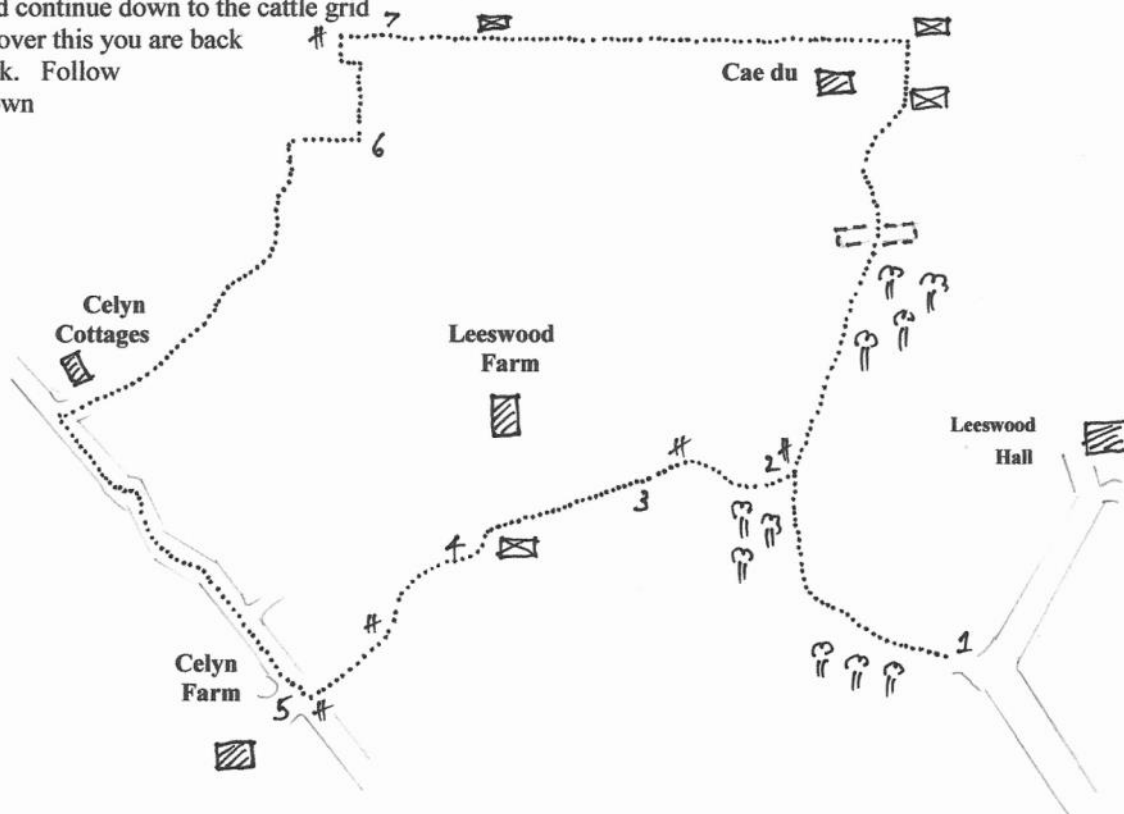 d continue down to the cattle grid
over this you are back
k. Follow
wn
7
Cae du
6
Celyn
Cottages
Leeswood
Farm
Leeswood
Hall
2
3
4
1
Celyn
Farm
5